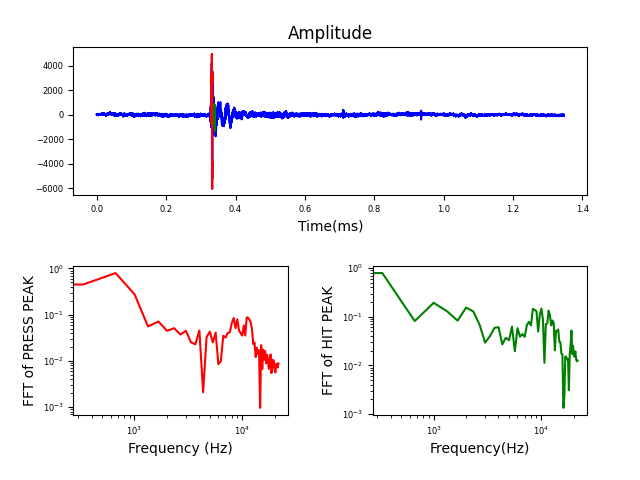 Amplitude
4000
2000
0
−2000
−4000
−6000
0.0 0.2 0.4 0.6 0.8 1.0 1.2 1.4
Time(ms)
FFT of PRESS PEAK
10⁰
10⁻¹
10⁻²
10⁻³
10³ 10⁴
Frequency (Hz)
FFT of HIT PEAK
10⁰
10⁻¹
10⁻²
10⁻³
10³ 10⁴
Frequency(Hz)